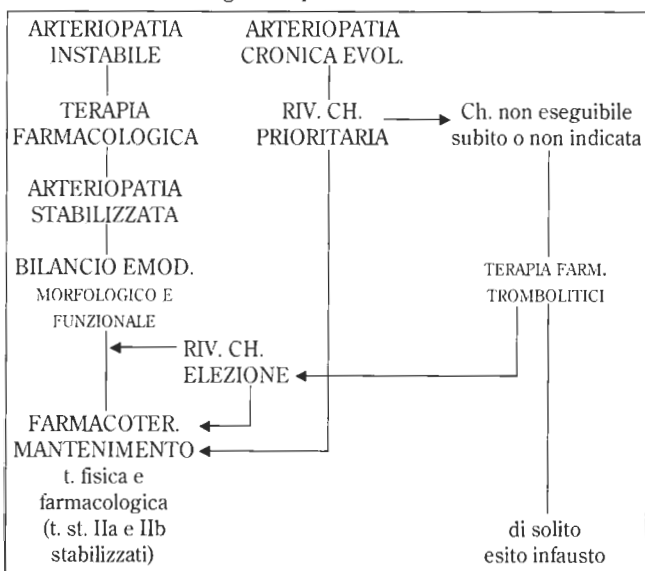 ARTERIOPATIA
INSTABILE
ARTERIOPATIA
CRONICA EVOL.
TERAPIA
FARMACOLOGICA
RIV. CH.
PRIORITARIA
Ch. non eseguibile
subito o non indicata
ARTERIOPATIA
STABILIZZATA
BILANCIO EMOD.
MORFOLOGICO E
FUNZIONALE
TERAPIA FARM.
TROMBOLITICI
RIV. CH.
ELEZIONE
FARMACOTER.
MANTENIMENTO
t. fisica e
farmacologica
(t. st. IIa e IIb
stabilizzati)
di solito
esito infausto